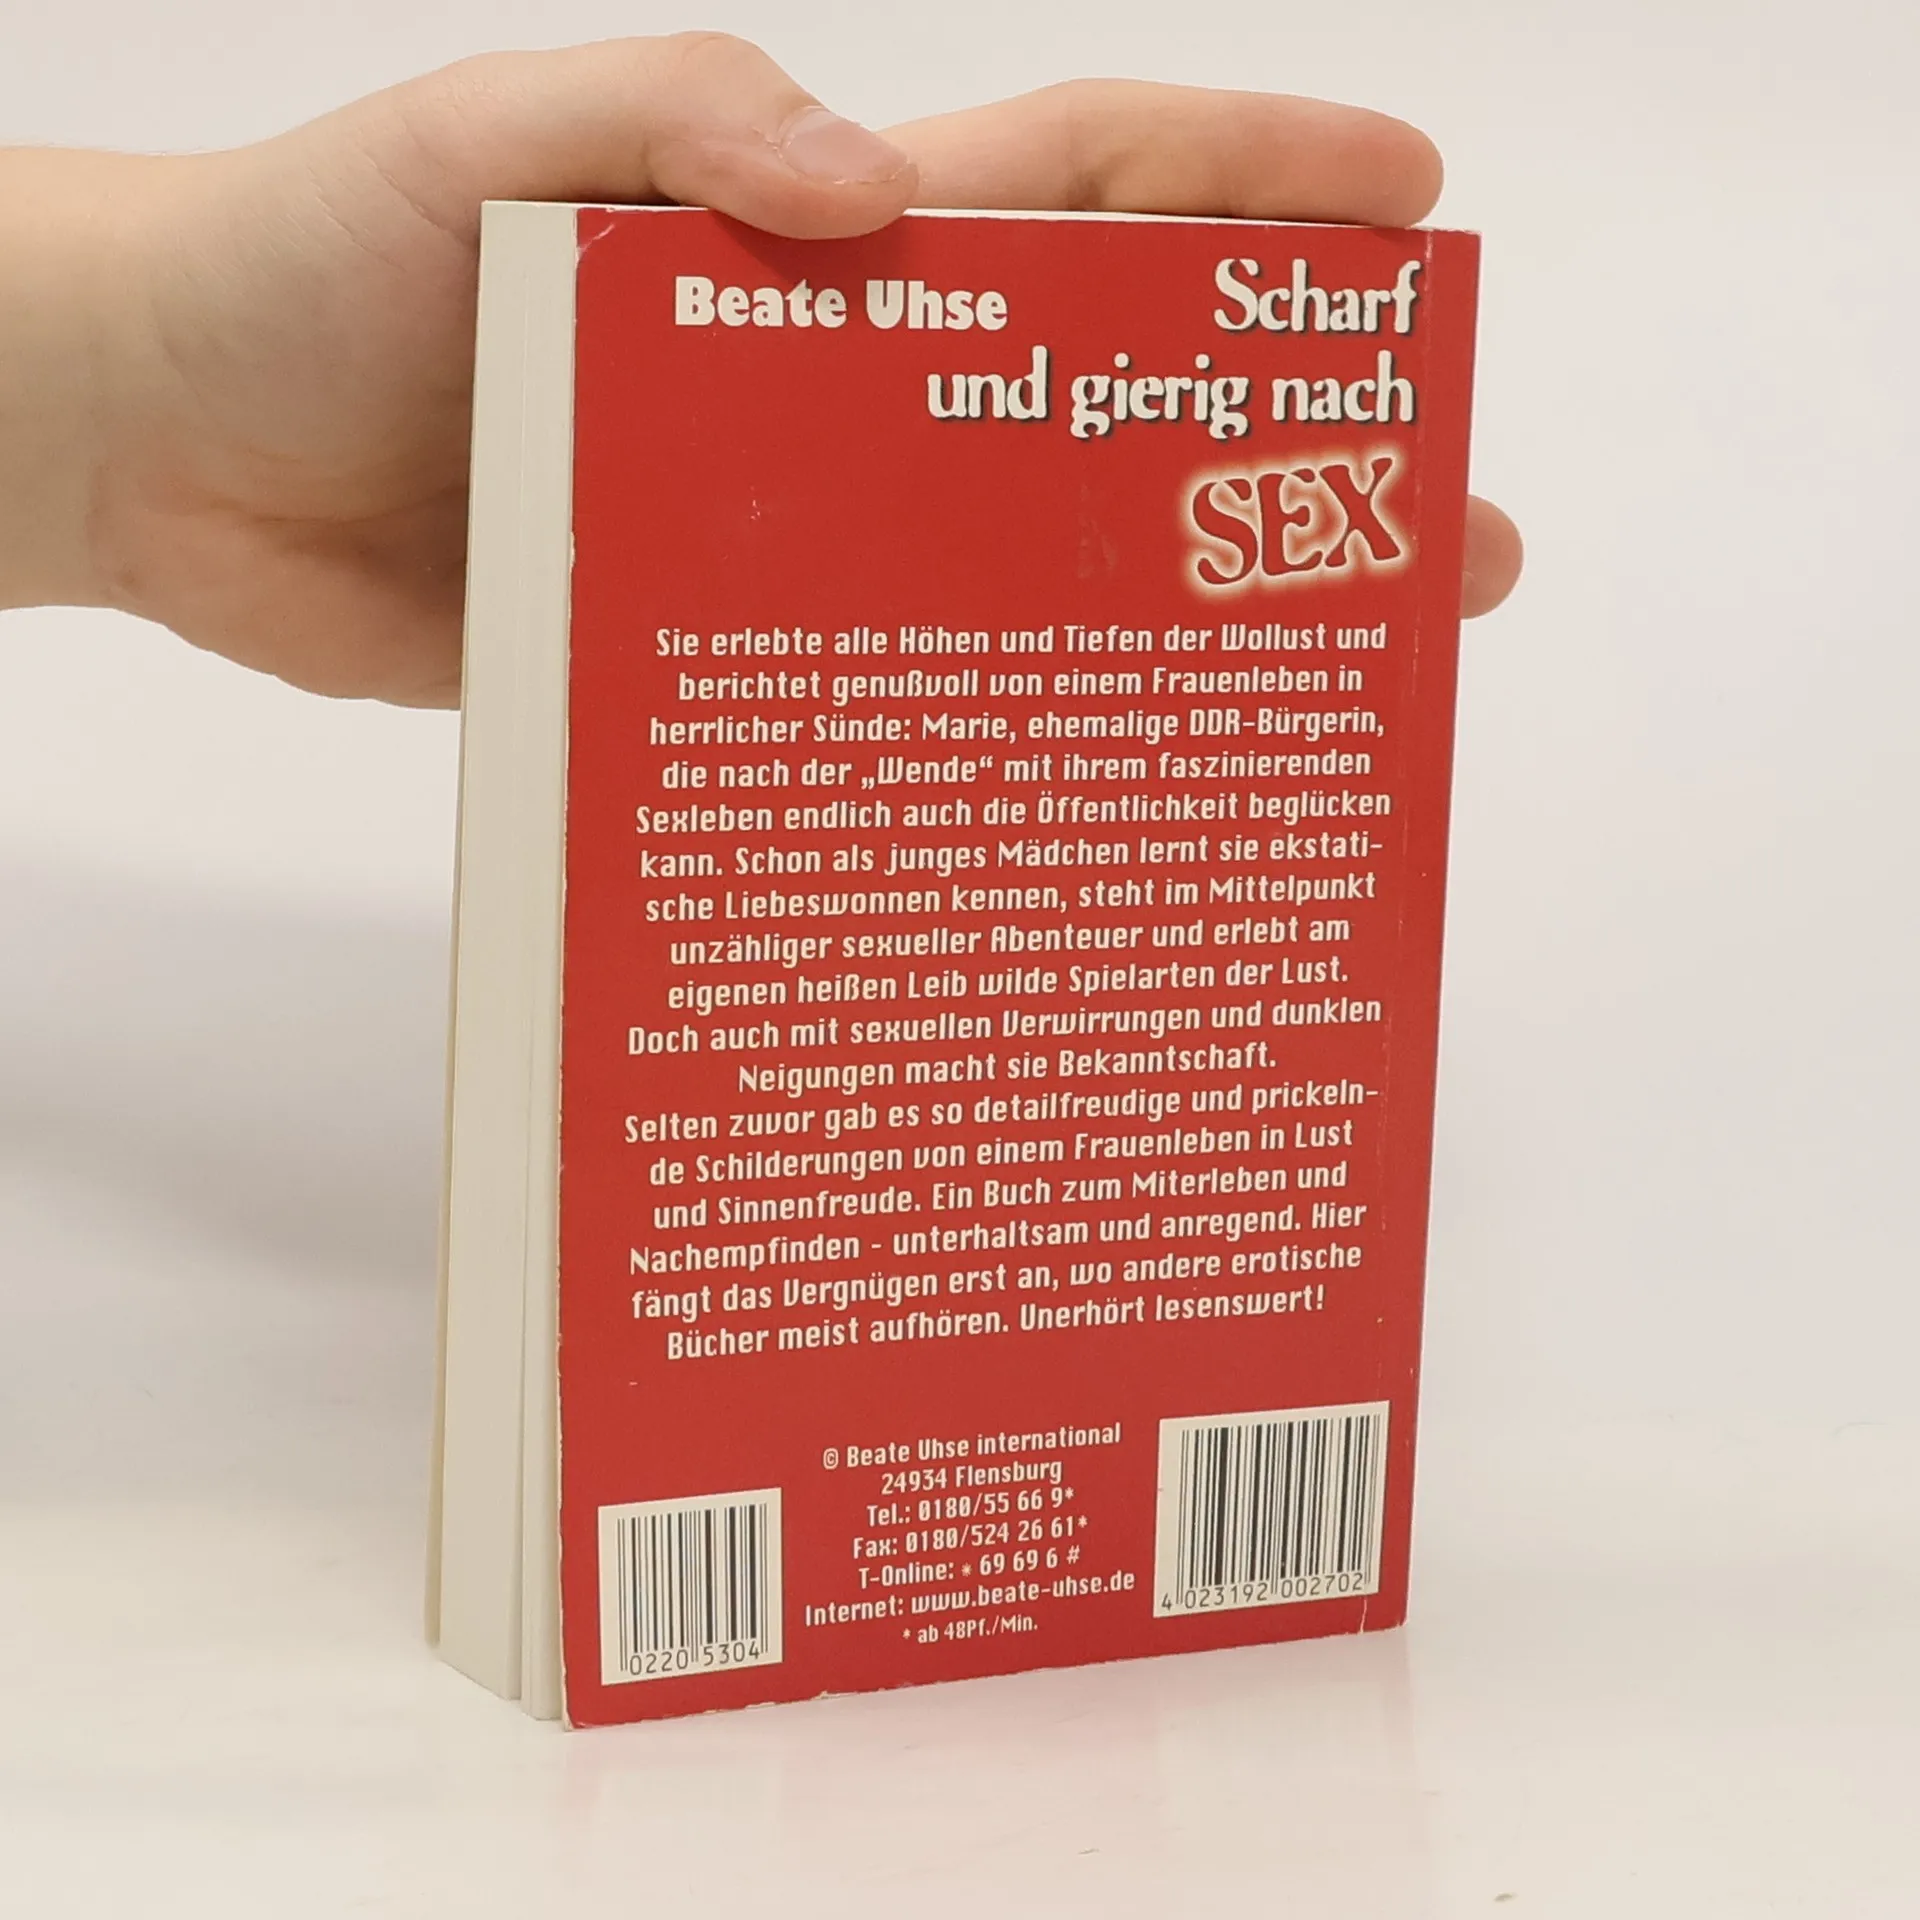 Beate Uhse
Scharf
und gierig nach
SEX
Sie erlebte alle Höhen und Tiefen der Wollust und
berichtet genußvoll von einem Frauenleben in
herrlicher Sünde: Marie, ehemalige DDR-Bürgerin,
die nach der „Wende“ mit ihrem faszinierenden
Sexleben endlich auch die Öffentlichkeit beglücken
kann. Schon als junges Mädchen lernt sie ekstati-
sche Liebeswonnen kennen, steht im Mittelpunkt
unzähliger sexueller Abenteuer und erlebt am
eigenen heißen Leib wilde Spielarten der Lust.
Doch auch mit sexuellen Verwirrungen und dunklen
Neigungen macht sie Bekanntschaft.
Selten zuvor gab es so detailfreudige und prickeln-
de Schilderungen von einem Frauenleben in Lust
und Sinnenfreude. Ein Buch zum Miterleben und
Nachempfinden - unterhaltsam und anregend. Hier
fängt das Vergnügen erst an, wo andere erotische
Bücher meist aufhören. Unerhört lesenswert!
© Beate Uhse international
24934 Flensburg
Tel.: 0180/55 66 9*
Fax: 0180/524 26 61*
T-Online: * 69 69 6 #
Internet: www.beate-uhse.de
* ab 48Pf./Min.
0220 5304
4 023192 002702